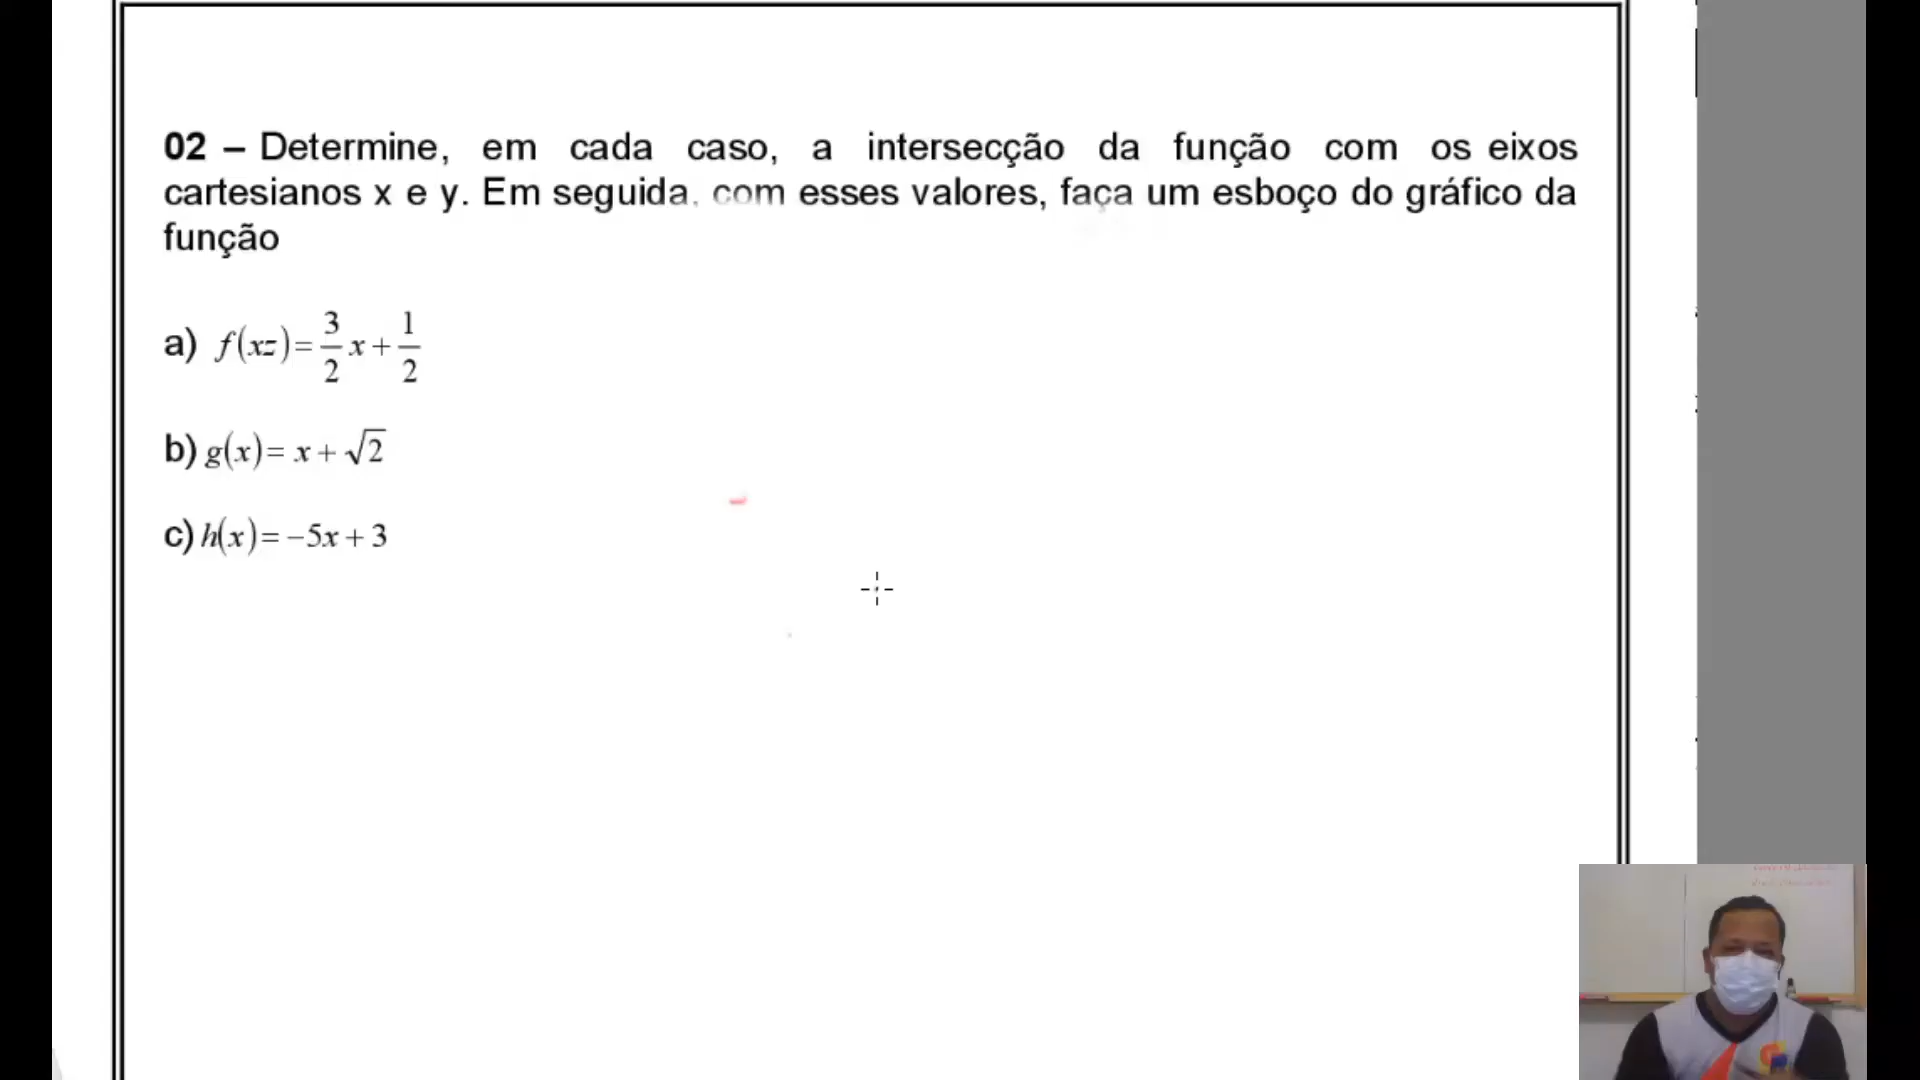 02 – Determine, em cada caso, a intersecção da função com os eixos
cartesianos x e y. Em seguida, com esses valores, faça um esboço do gráfico da
função
a) f(xz)= 3/2 x + 1/2
b) g(x)= x + √2
c) h(x)= −5x + 3